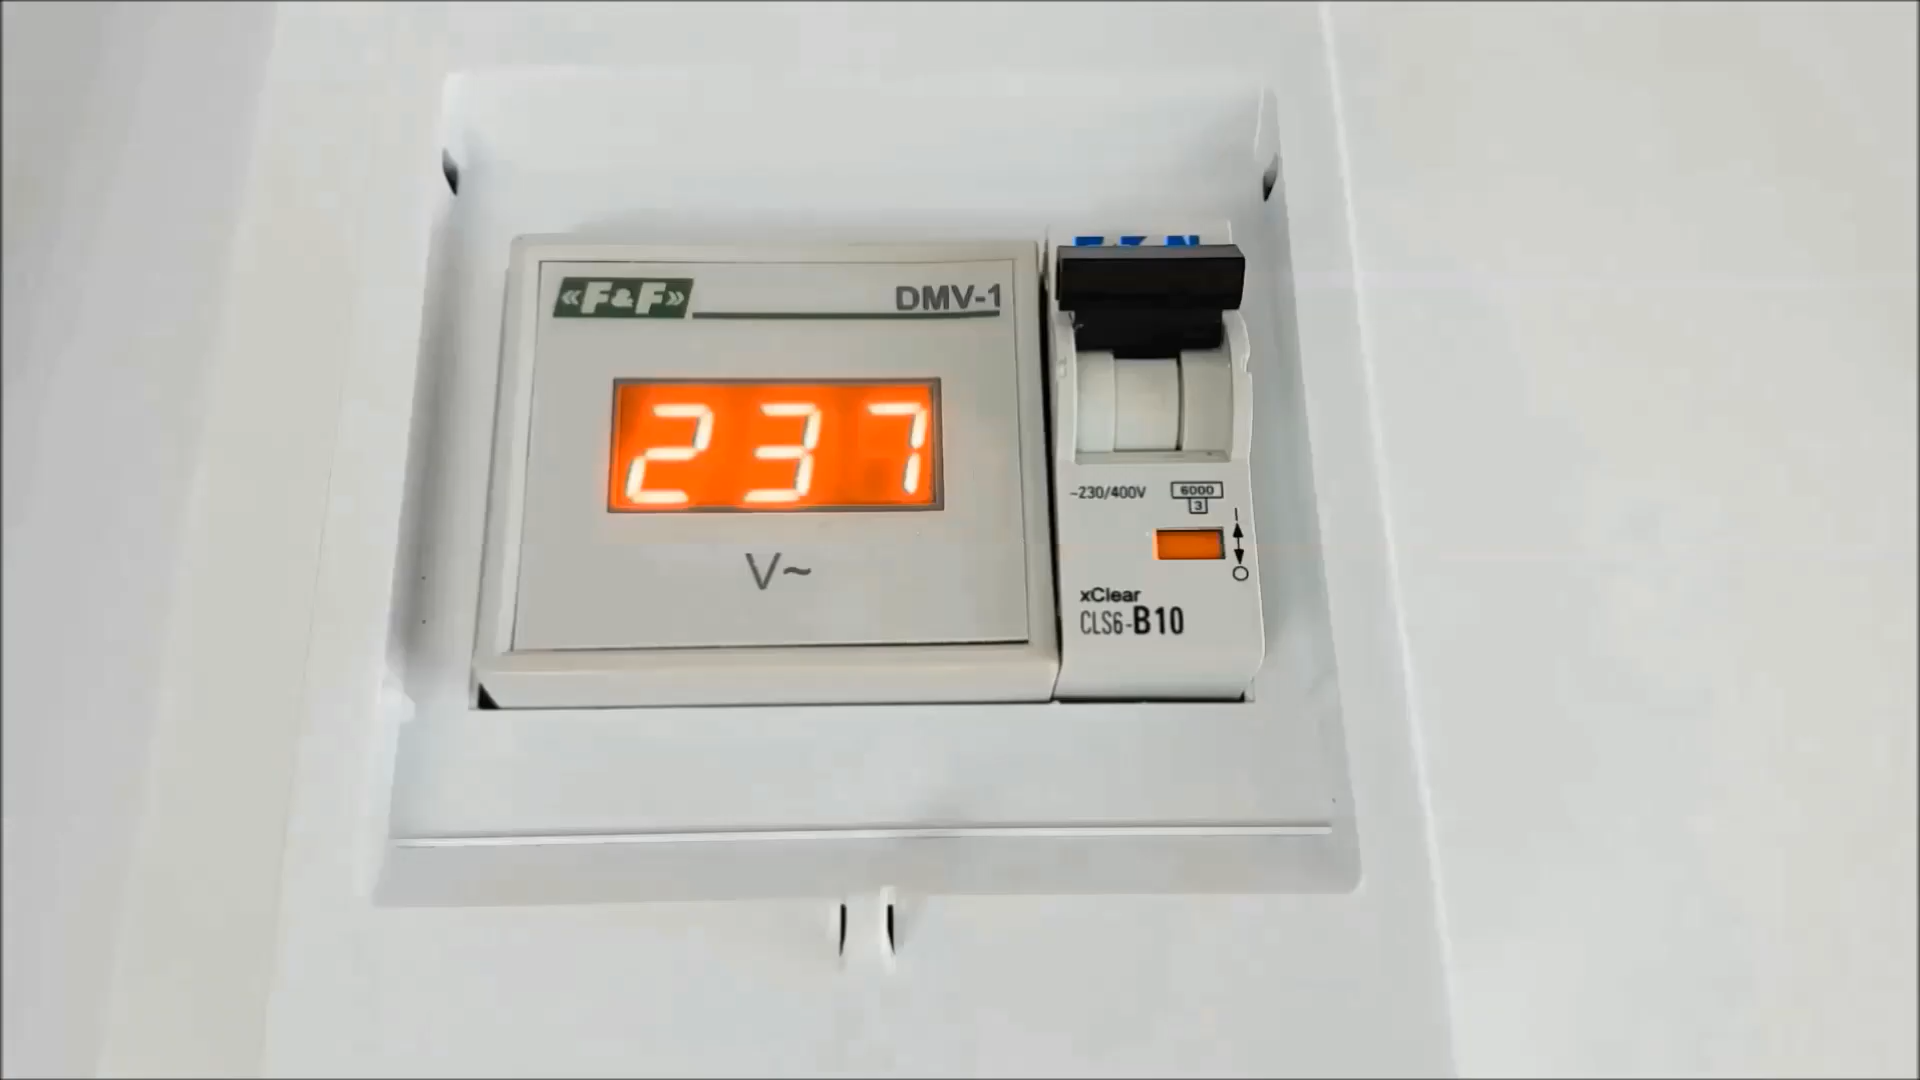 «F&F»
DMV-1
237
V~
~230/400V
6000
3
I
O
xClear
CLS6-B10